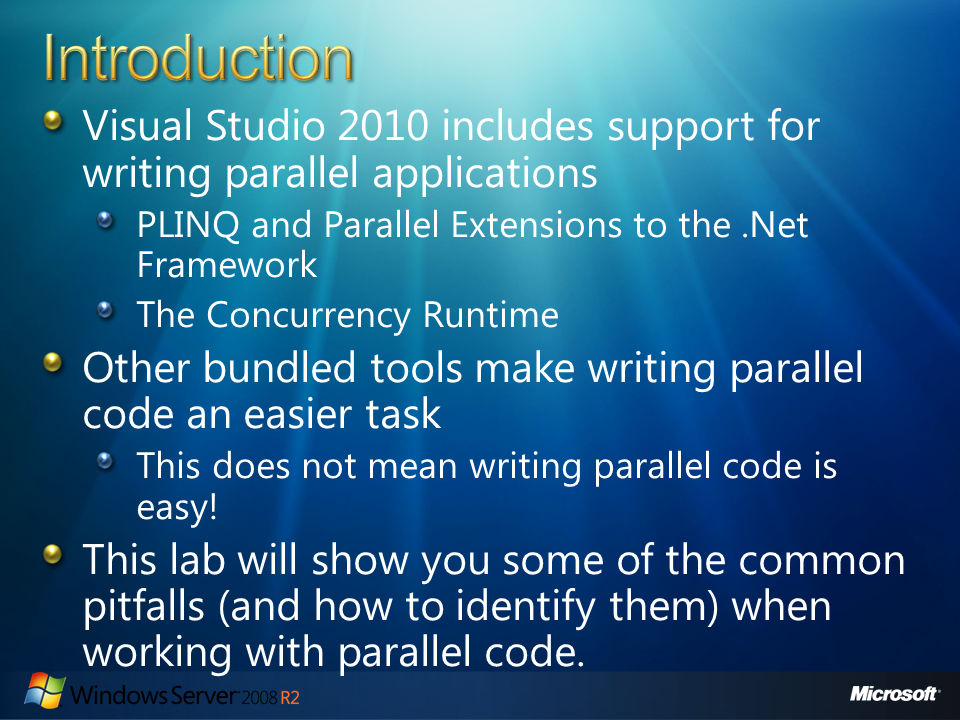 Introduction
Visual Studio 2010 includes support for
writing parallel applications
PLINQ and Parallel Extensions to the .Net
Framework
The Concurrency Runtime
Other bundled tools make writing parallel
code an easier task
This does not mean writing parallel code is
easy!
This lab will show you some of the common
pitfalls (and how to identify them) when
working with parallel code.
Windows Server 2008 R2
Microsoft